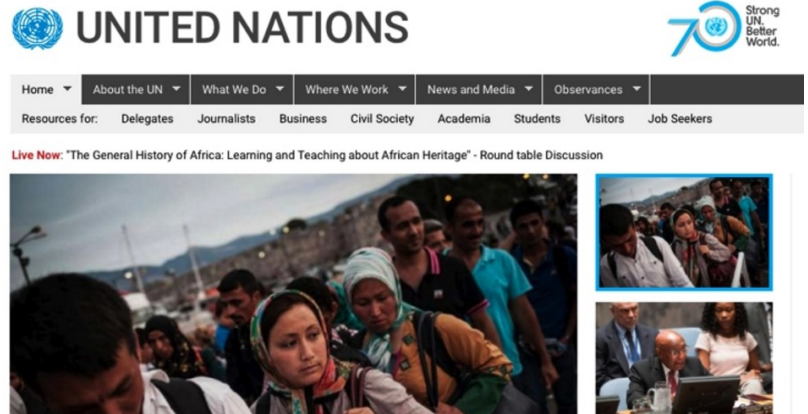 UNITED NATIONS
70
Strong
UN.
Better
World.
Home
About the UN
What We Do
Where We Work
News and Media
Observances
Resources for: Delegates Journalists Business Civil Society Academia Students Visitors Job Seekers
Live Now: "The General History of Africa: Learning and Teaching about African Heritage" - Round table Discussion